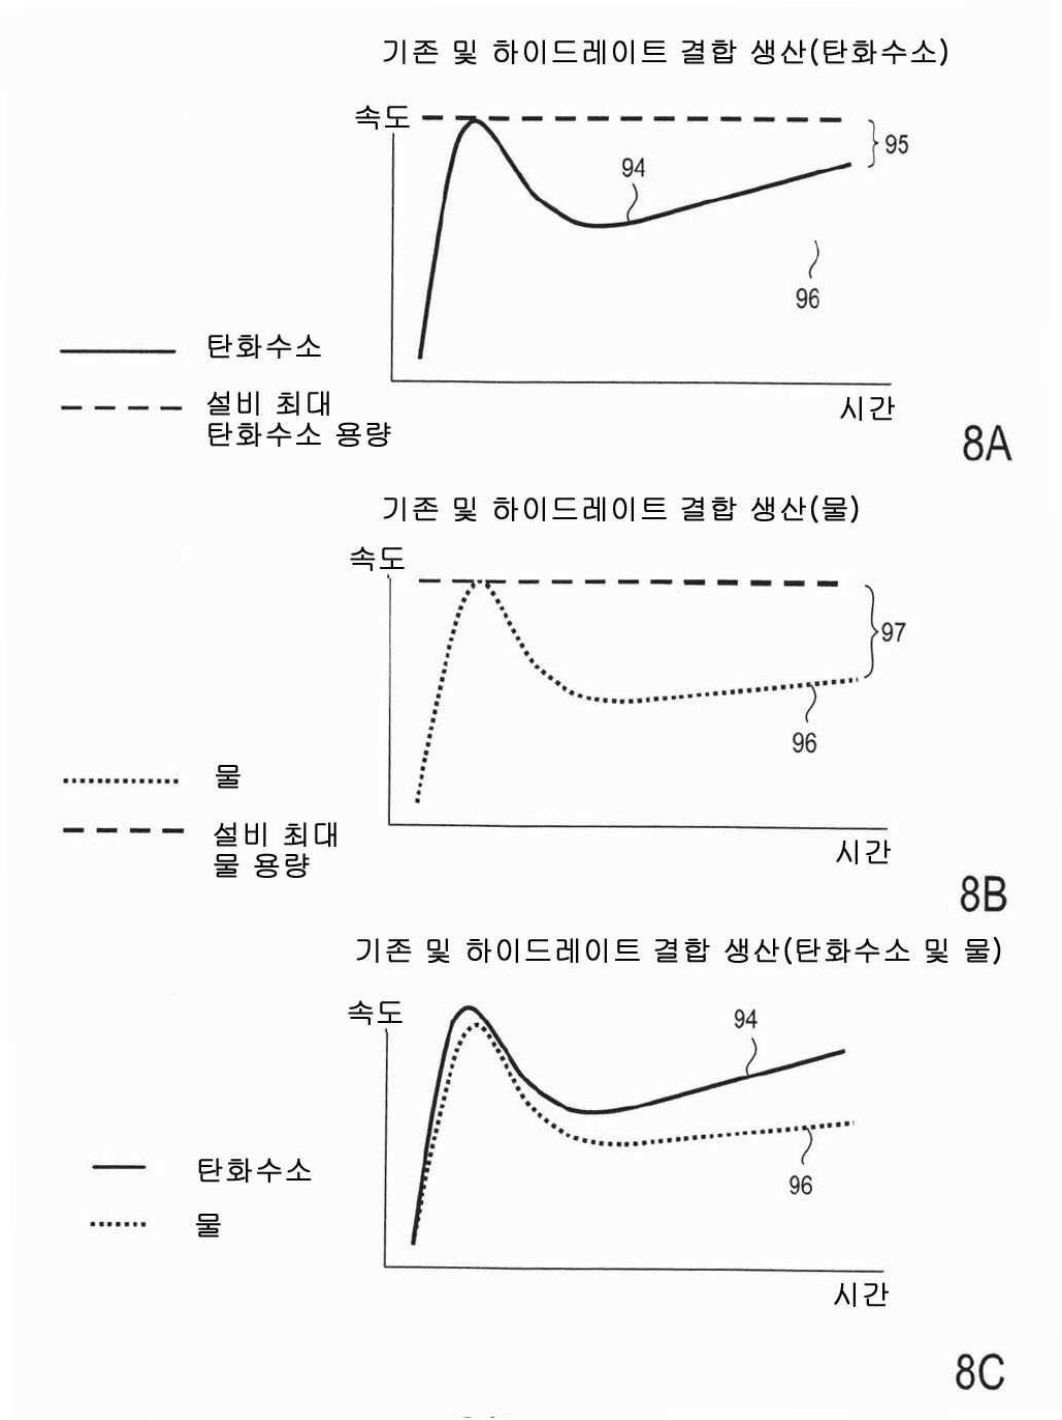 기존 및 하이드레이트 결합 생산(탄화수소)
속도
95
94
96
탄화수소
설비 최대
탄화수소 용량
시간
8A
기존 및 하이드레이트 결합 생산(물)
속도
97
96
물
설비 최대
물 용량
시간
8B
기존 및 하이드레이트 결합 생산(탄화수소 및 물)
속도
94
96
탄화수소
물
시간
8C